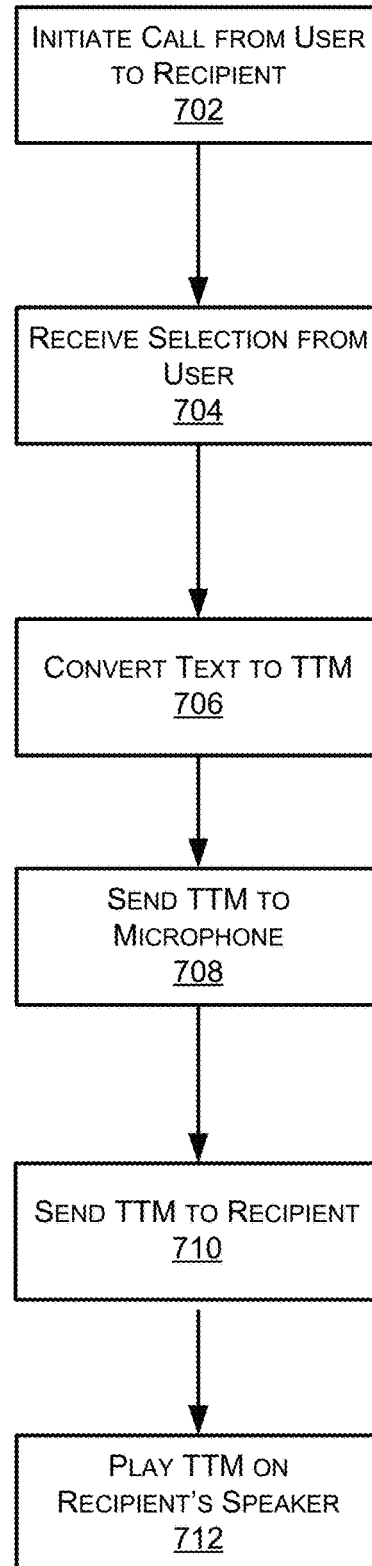 INITIATE CALL FROM USER
TO RECIPIENT
702
RECEIVE SELECTION FROM
USER
704
CONVERT TEXT TO TTM
706
SEND TTM TO
MICROPHONE
708
SEND TTM TO RECIPIENT
710
PLAY TTM ON
RECIPIENT'S SPEAKER
712